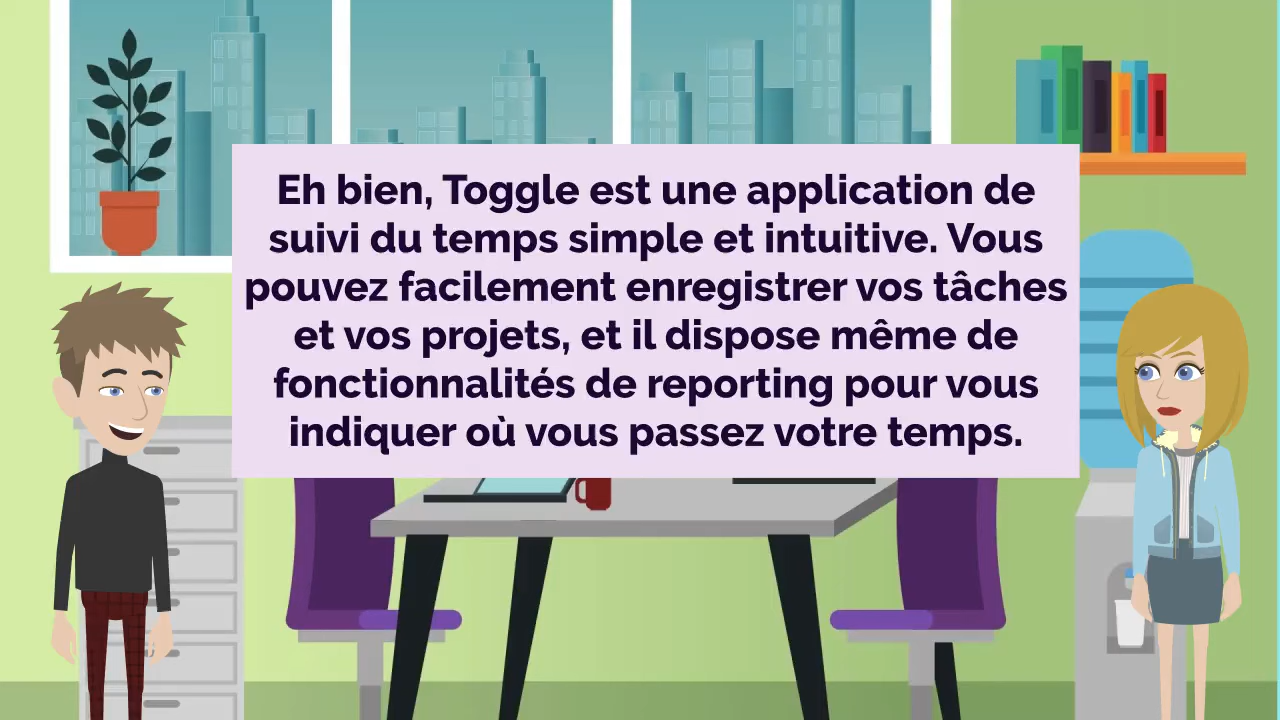 Eh bien, Toggle est une application de
suivi du temps simple et intuitive. Vous
pouvez facilement enregistrer vos tâches
et vos projets, et il dispose même de
fonctionnalités de reporting pour vous
indiquer où vous passez votre temps.